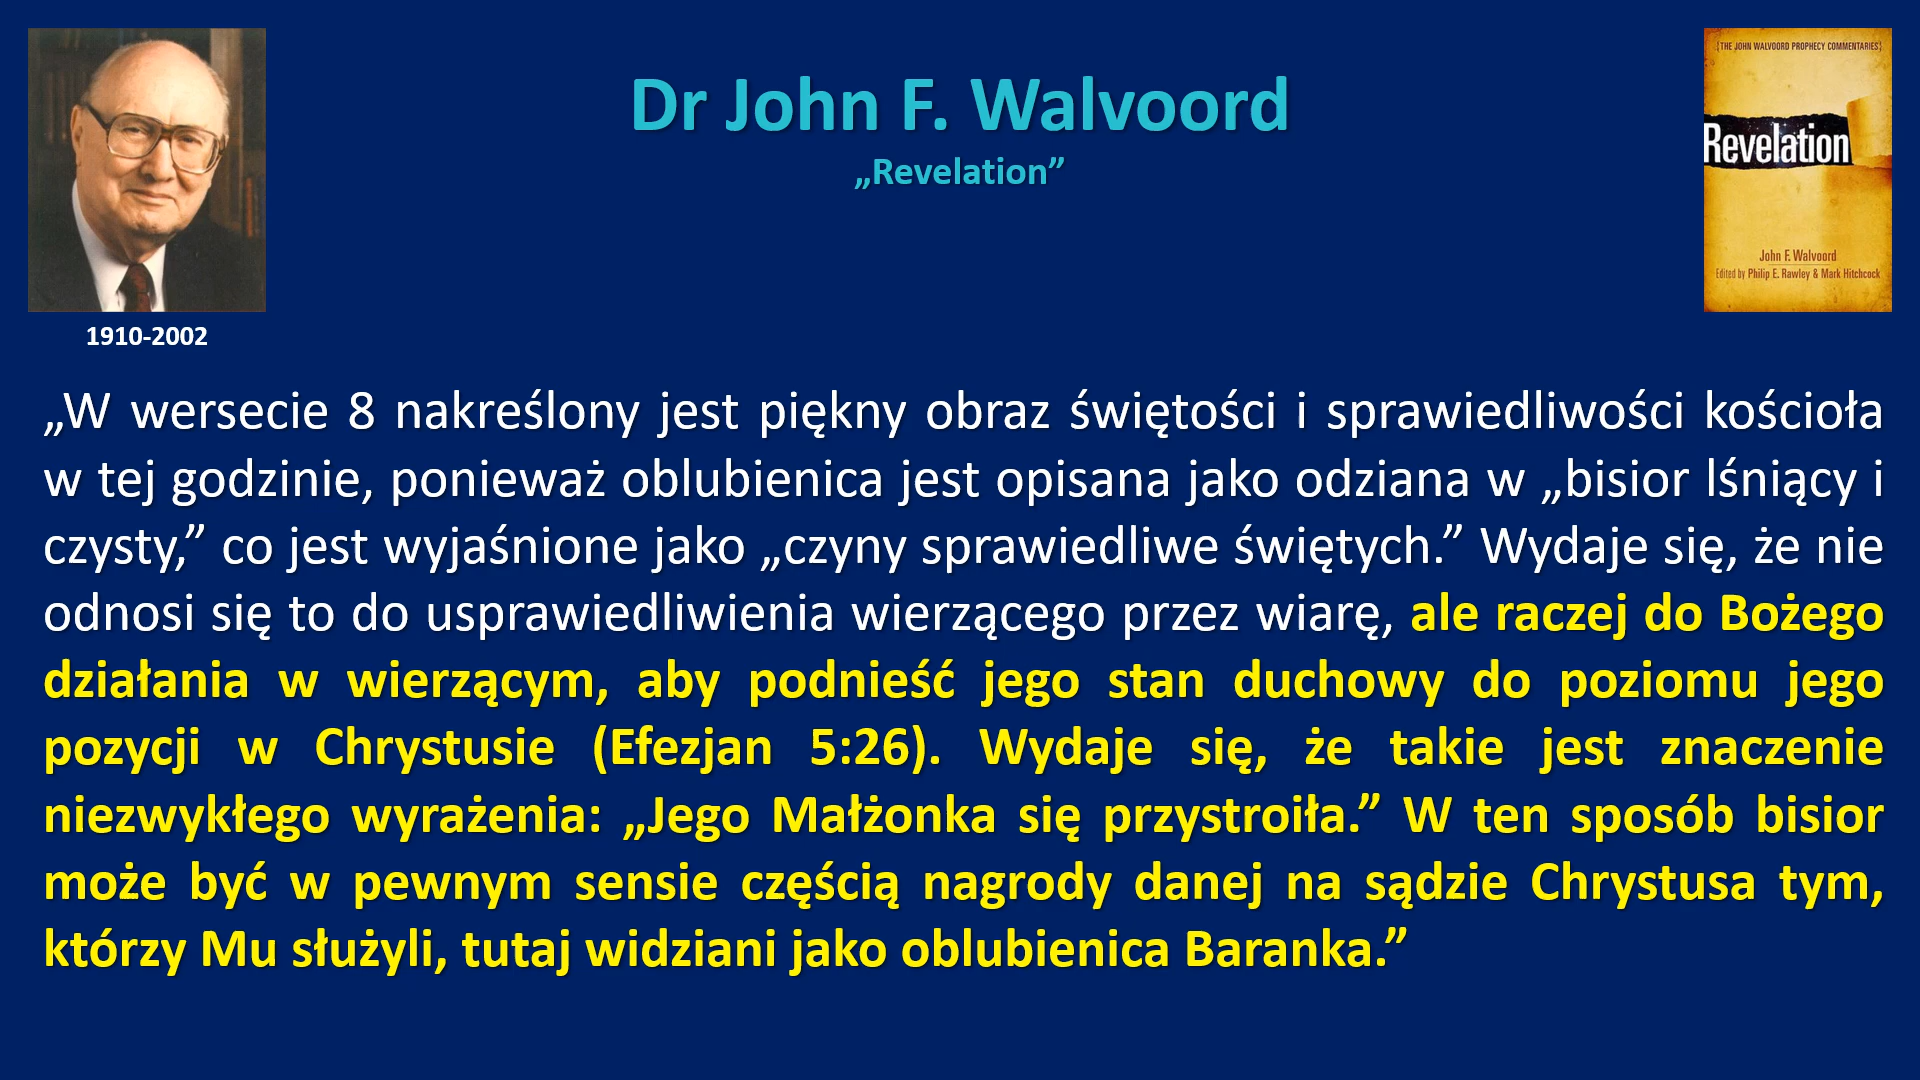 Dr John F. Walvoord
„Revelation”
1910-2002
{THE JOHN WALVOORD PROPHECY COMMENTARIES}
Revelation
John F. Walvoord
Edited by Philip E. Rawley & Mark Hitchcock
„W wersecie 8 nakreślony jest piękny obraz świętości i sprawiedliwości kościoła
w tej godzinie, ponieważ oblubienica jest opisana jako odziana w „bisior lśniący i
czysty,” co jest wyjaśnione jako „czyny sprawiedliwe świętych.” Wydaje się, że nie
odnosi się to do usprawiedliwienia wierzącego przez wiarę, ale raczej do Bożego
działania w wierzącym, aby podnieść jego stan duchowy do poziomu jego
pozycji w Chrystusie (Efezjan 5:26). Wydaje się, że takie jest znaczenie
niezwykłego wyrażenia: „Jego Małżonka się przystroiła.” W ten sposób bisior
może być w pewnym sensie częścią nagrody danej na sądzie Chrystusa tym,
którzy Mu służyli, tutaj widziani jako oblubienica Baranka.”